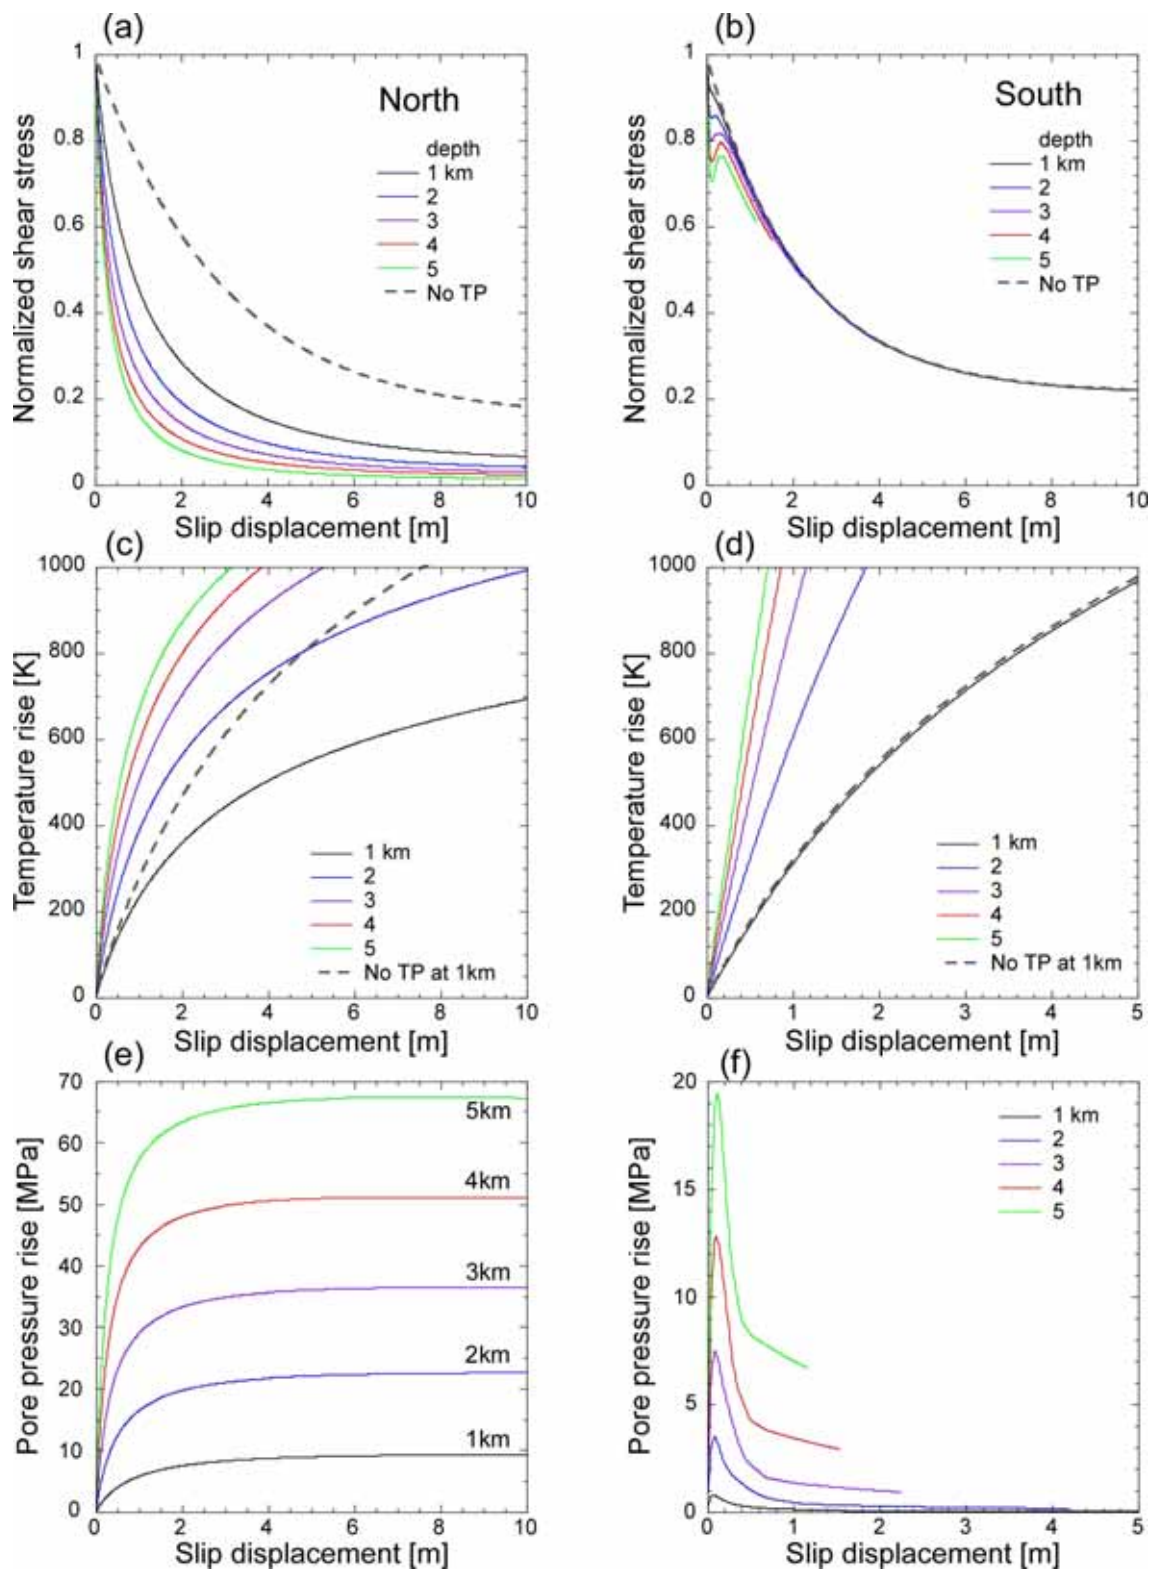 (a)
North
Normalized shear stress
1
0.8
0.6
0.4
0.2
0
depth
1 km
2
3
4
5
No TP
0 2 4 6 8 10
Slip displacement [m]
(b)
South
Normalized shear stress
1
0.8
0.6
0.4
0.2
0
depth
1 km
2
3
4
5
No TP
0 2 4 6 8 10
Slip displacement [m]
(c)
Temperature rise [K]
1000
800
600
400
200
0
1 km
2
3
4
5
No TP at 1km
0 2 4 6 8 10
Slip displacement [m]
(d)
Temperature rise [K]
1000
800
600
400
200
0
1 km
2
3
4
5
No TP at 1km
0 1 2 3 4 5
Slip displacement [m]
(e)
Pore pressure rise [MPa]
70
60
50
40
30
20
10
0
5km
4km
3km
2km
1km
0 2 4 6 8 10
Slip displacement [m]
(f)
Pore pressure rise [MPa]
20
15
10
5
0
1 km
2
3
4
5
0 1 2 3 4 5
Slip displacement [m]